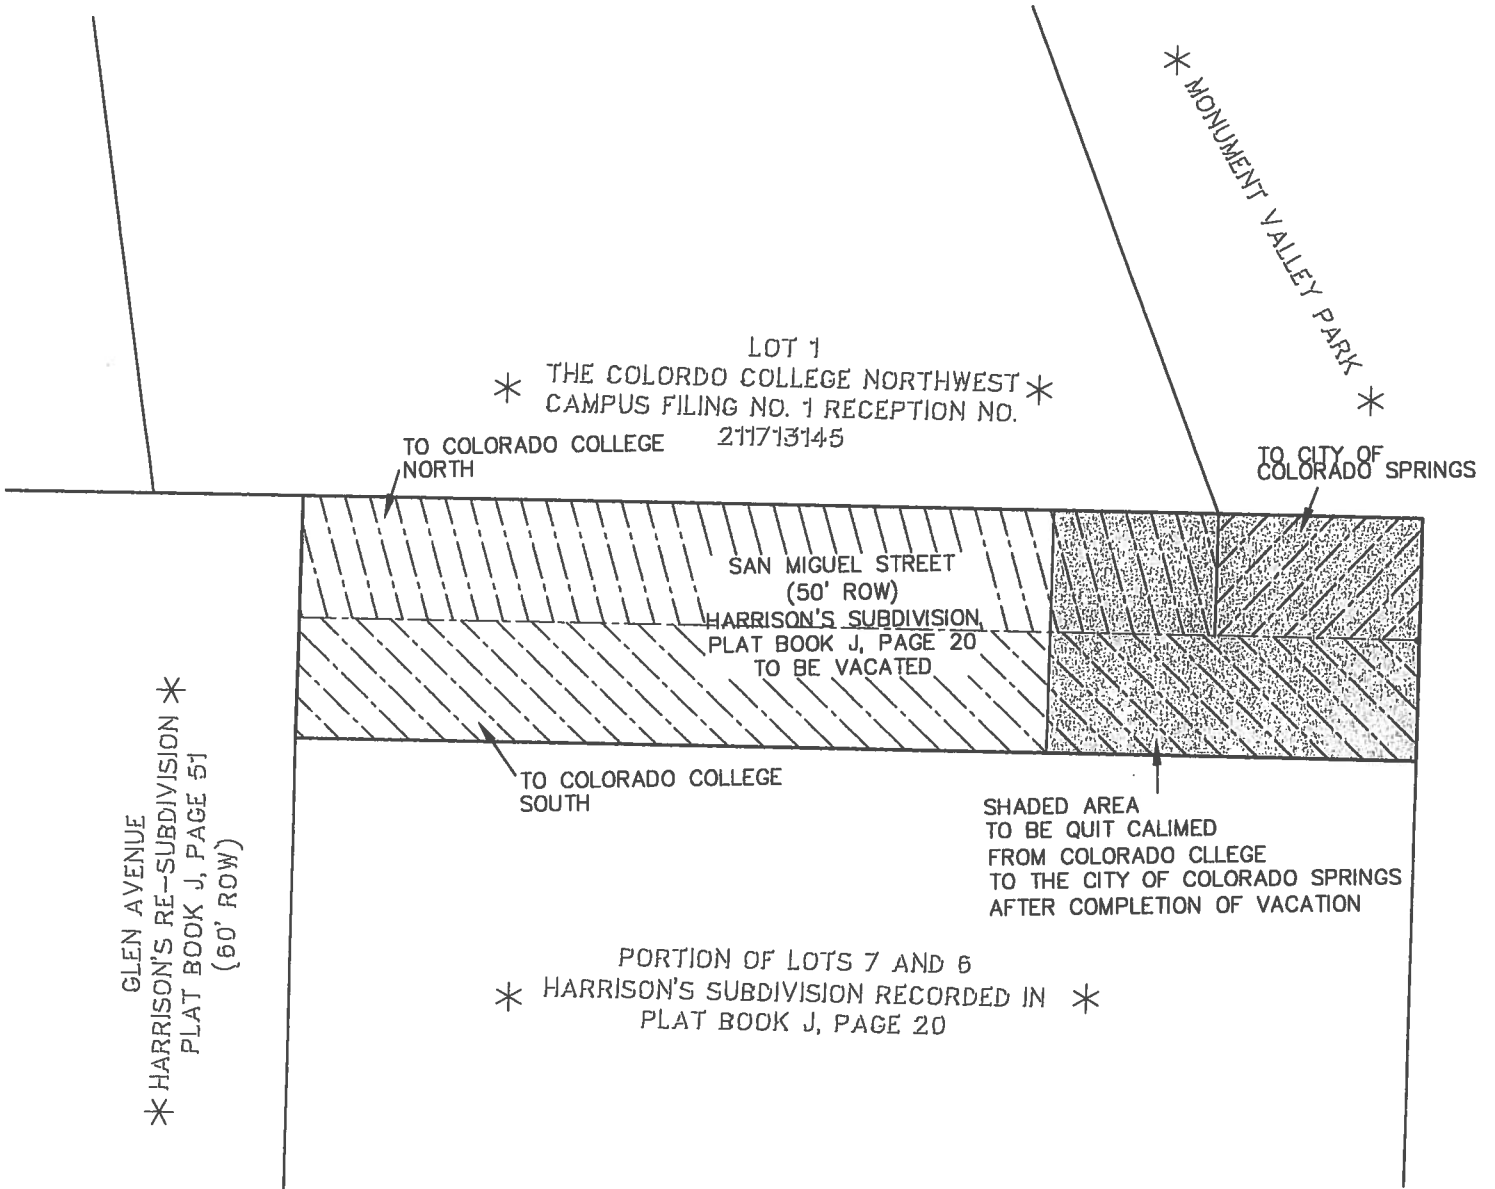 * MONUMENT VALLEY PARK *
LOT 1
* THE COLORDO COLLEGE NORTHWEST *
CAMPUS FILING NO. 1 RECEPTION NO.
211713145
TO COLORADO COLLEGE
NORTH
TO CITY OF
COLORADO SPRINGS
SAN MIGUEL STREET
(50' ROW)
HARRISON'S SUBDIVISION,
PLAT BOOK J, PAGE 20
TO BE VACATED
TO COLORADO COLLEGE
SOUTH
SHADED AREA
TO BE QUIT CALIMED
FROM COLORADO CLLEGE
TO THE CITY OF COLORADO SPRINGS
AFTER COMPLETION OF VACATION
GLEN AVENUE
* HARRISON'S RE-SUBDIVISION *
PLAT BOOK J, PAGE 51
(60' ROW)
PORTION OF LOTS 7 AND 6
* HARRISON'S SUBDIVISION RECORDED IN *
PLAT BOOK J, PAGE 20